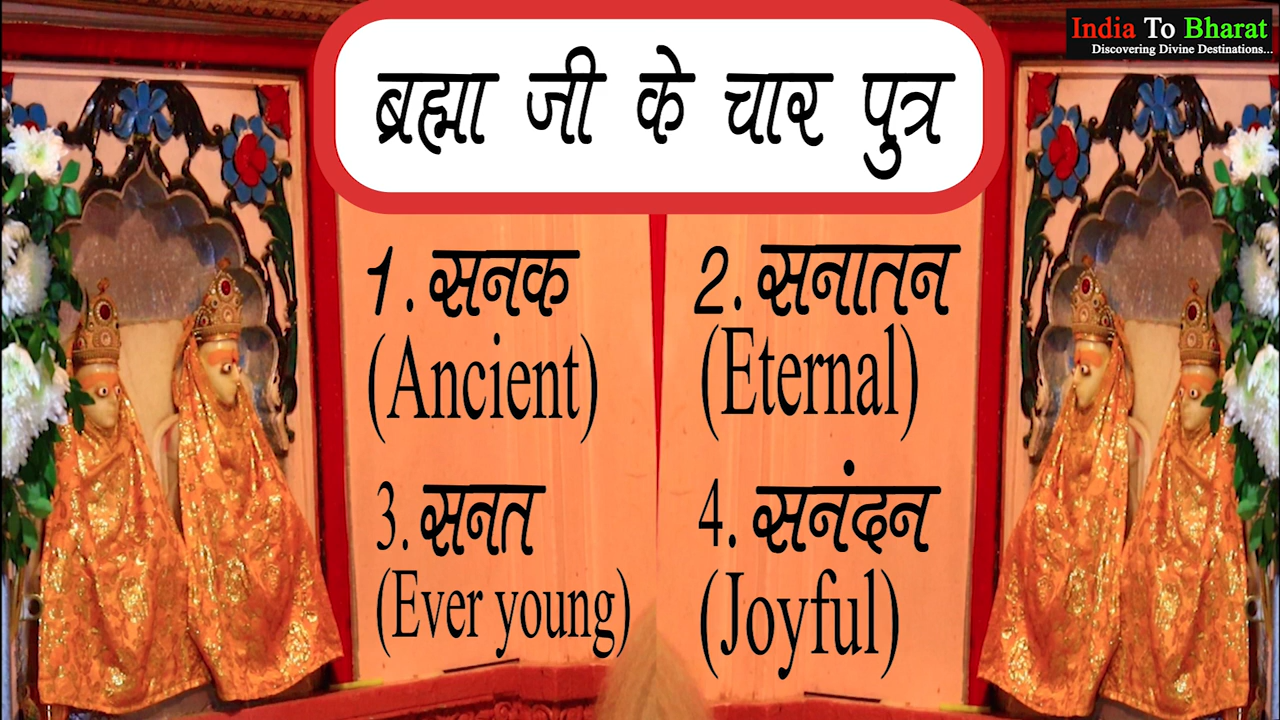 India To Bharat
Discovering Divine Destinations...
ब्रह्मा जी के चार पुत्र
1. सनक
(Ancient)
2. सनातन
(Eternal)
3. सनत
(Ever young)
4. सनंदन
(Joyful)